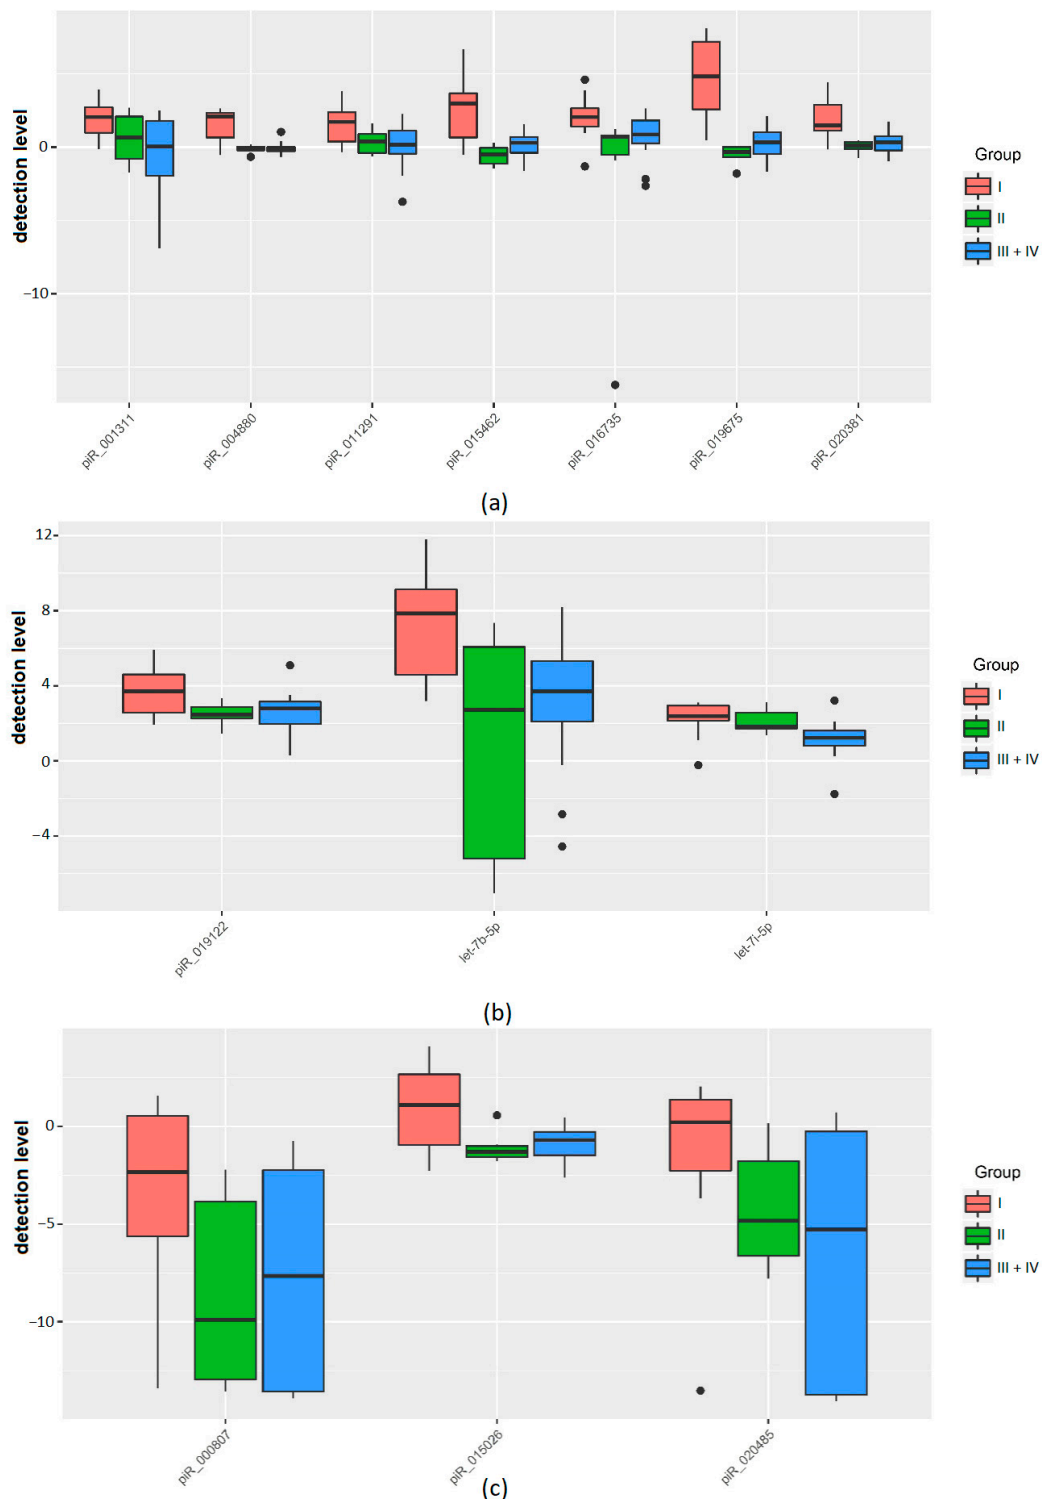 detection level
0
−10
piR_001311
piR_004880
piR_011291
piR_015462
piR_016735
piR_019675
piR_020381
Group
I
II
III + IV
(a)
detection level
12
8
4
0
−4
piR_019122
let-7b-5p
let-7i-5p
Group
I
II
III + IV
(b)
detection level
0
−5
−10
piR_000807
piR_015026
piR_020485
Group
I
II
III + IV
(c)